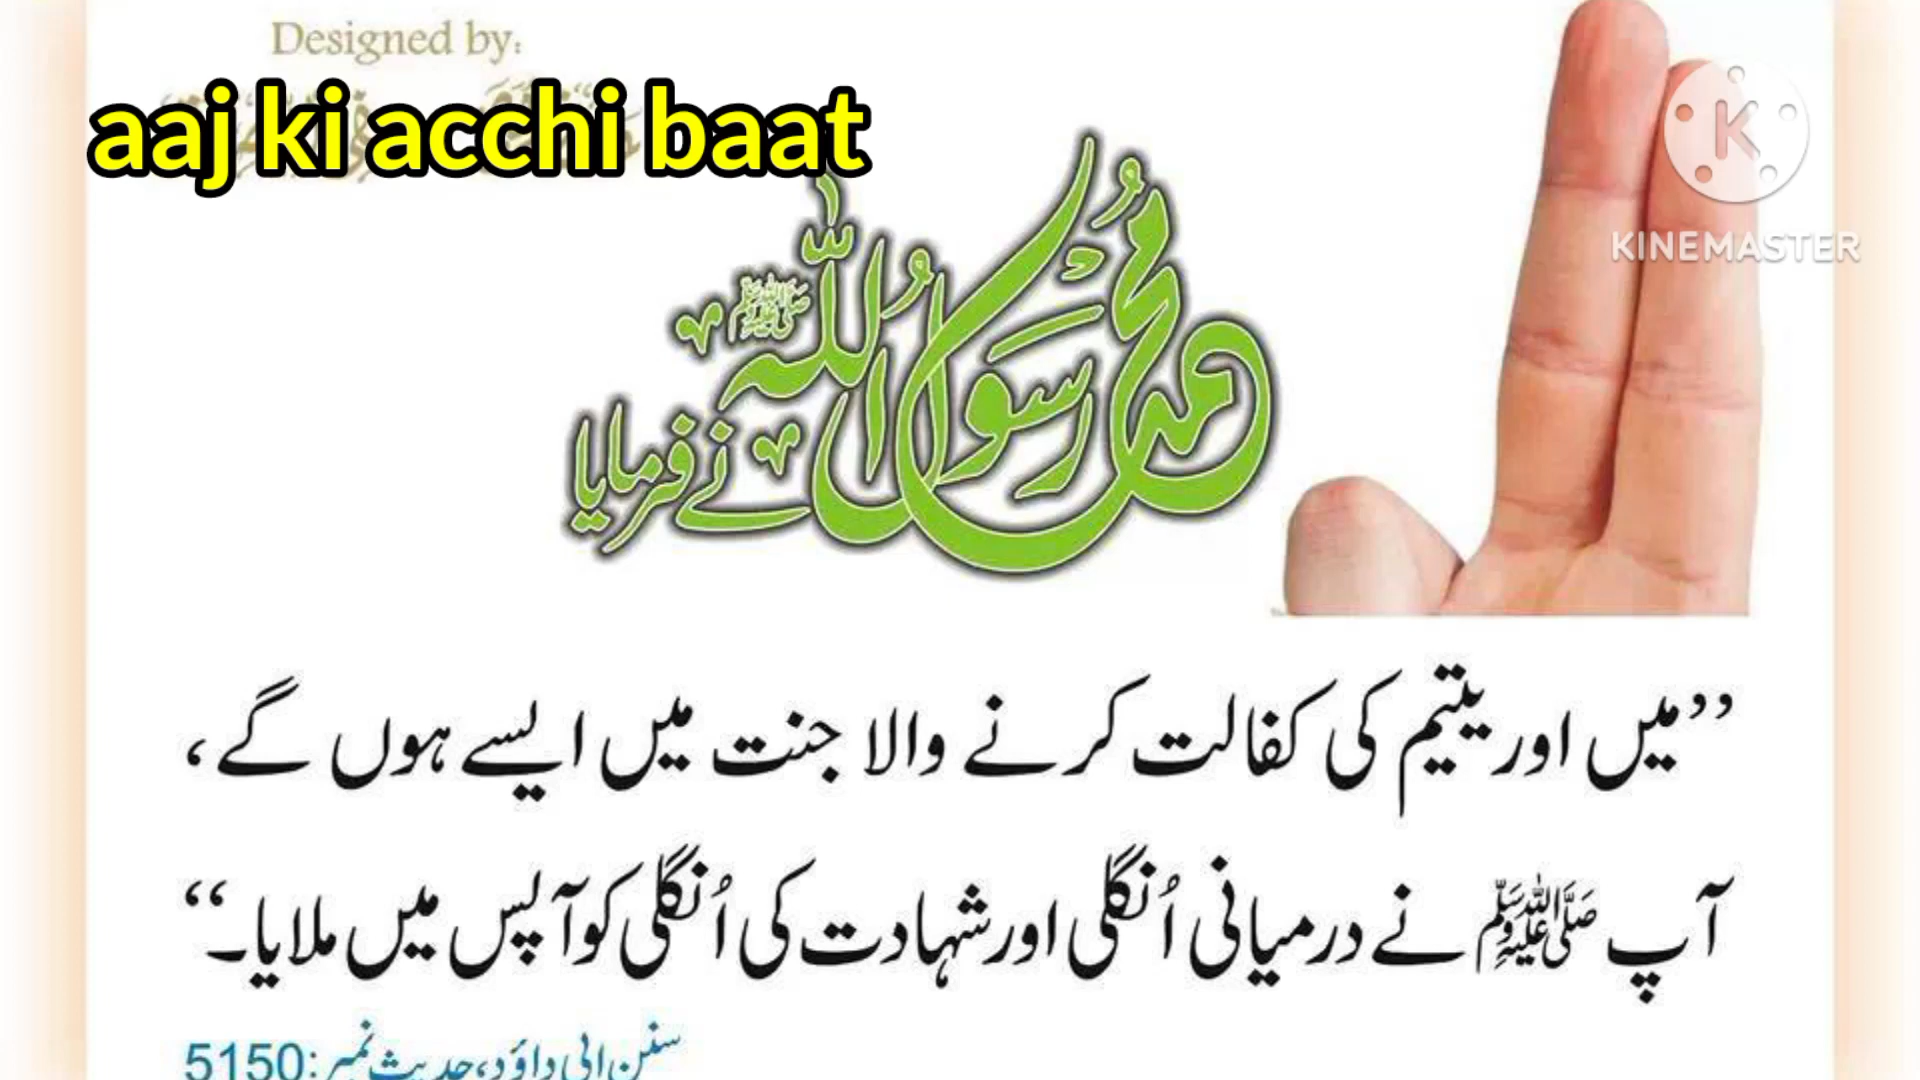 Designed by:
aaj ki acchi baat
K
KINEMASTER
محمد رسول اللہ ﷺ نے فرمایا
”میں اور یتیم کی کفالت کرنے والا جنت میں ایسے ہوں گے،
آپ ﷺ نے درمیانی اُنگلی اور شہادت کی اُنگلی کو آپس میں ملایا۔“
سنن ابی داؤد، حدیث نمبر: 5150